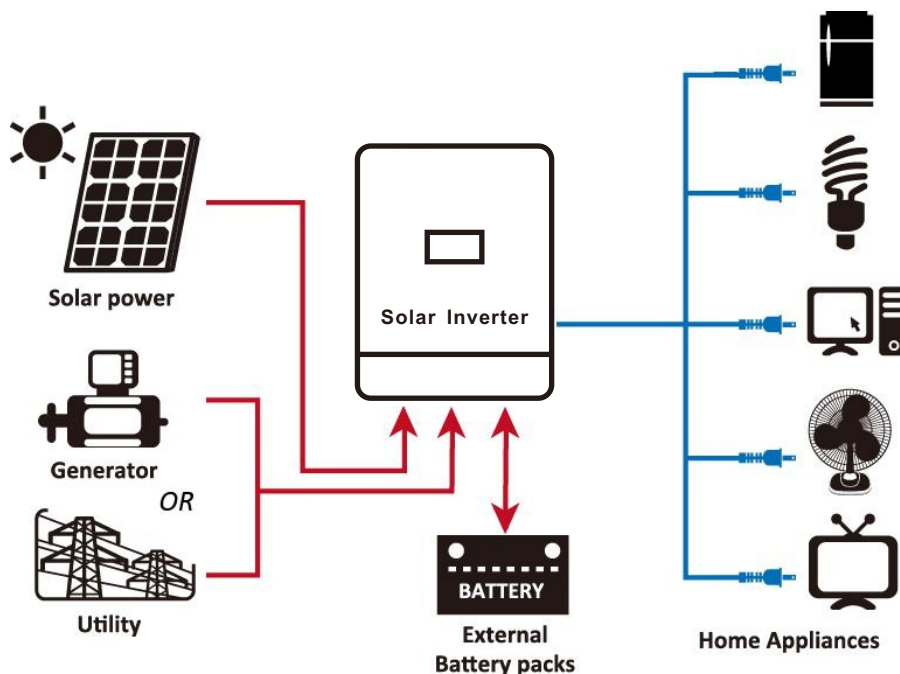 Solar power
Solar Inverter
Generator
OR
Utility
BATTERY
External
Battery packs
Home Appliances